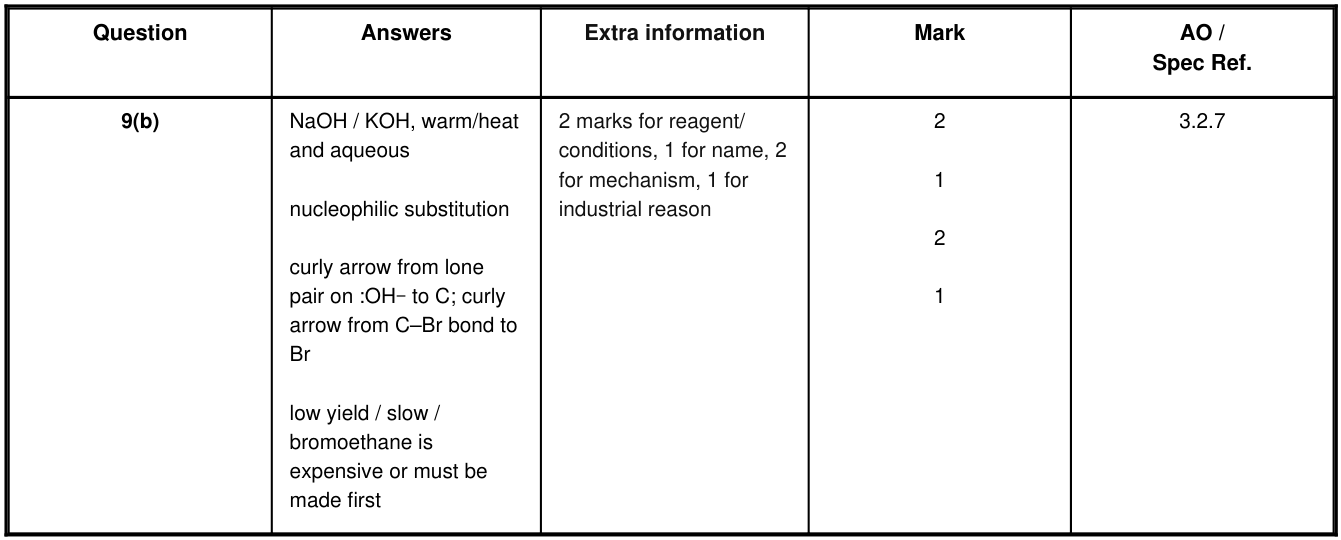 Question
Answers
Extra information
Mark
AO /
Spec Ref.
9(b)
NaOH / KOH, warm/heat
and aqueous
nucleophilic substitution
curly arrow from lone
pair on :OH− to C; curly
arrow from C–Br bond to
Br
low yield / slow /
bromoethane is
expensive or must be
made first
2 marks for reagent/
conditions, 1 for name, 2
for mechanism, 1 for
industrial reason
2
1
2
1
3.2.7